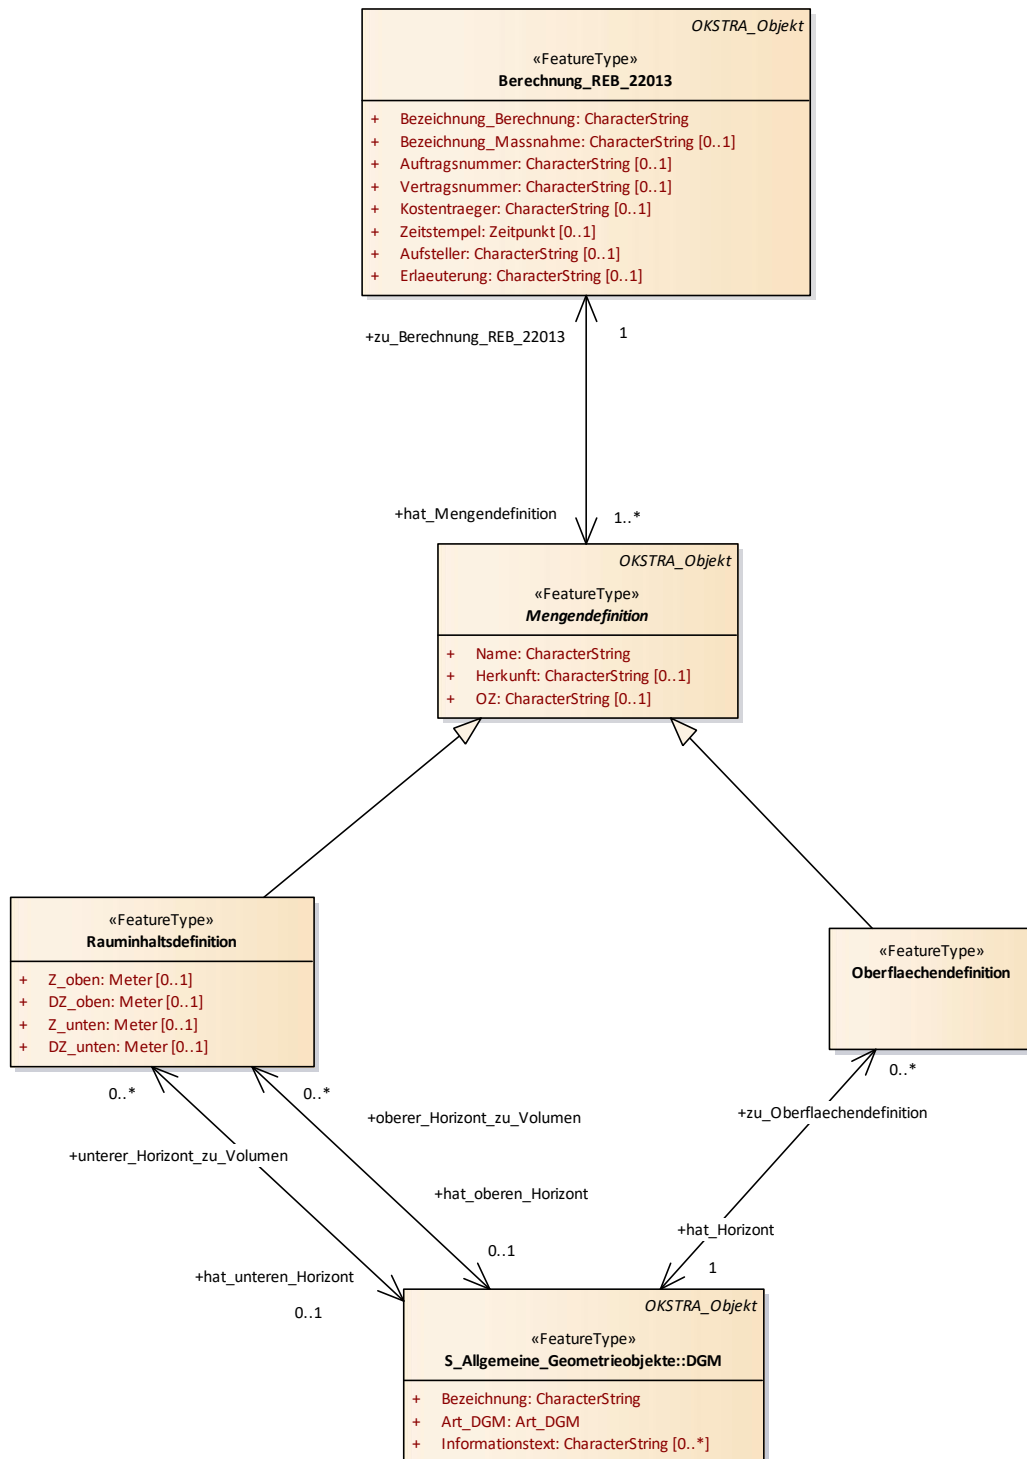 OKSTRA_Objekt
«FeatureType»
Berechnung_REB_22013
+ Bezeichnung_Berechnung: CharacterString
+ Bezeichnung_Massnahme: CharacterString [0..1]
+ Auftragsnummer: CharacterString [0..1]
+ Vertragsnummer: CharacterString [0..1]
+ Kostentraeger: CharacterString [0..1]
+ Zeitstempel: Zeitpunkt [0..1]
+ Aufsteller: CharacterString [0..1]
+ Erlaeuterung: CharacterString [0..1]
+zu_Berechnung_REB_22013 1
+hat_Mengendefinition 1..*
OKSTRA_Objekt
«FeatureType»
Mengendefinition
+ Name: CharacterString
+ Herkunft: CharacterString [0..1]
+ OZ: CharacterString [0..1]
«FeatureType»
Rauminhaltsdefinition
+ Z_oben: Meter [0..1]
+ DZ_oben: Meter [0..1]
+ Z_unten: Meter [0..1]
+ DZ_unten: Meter [0..1]
«FeatureType»
Oberflaechendefinition
0..* 0..* 0..*
+oberer_Horizont_zu_Volumen +zu_Oberflaechendefinition
+unterer_Horizont_zu_Volumen
+hat_oberen_Horizont
+hat_Horizont
0..1
+hat_unteren_Horizont 1
0..1
OKSTRA_Objekt
«FeatureType»
S_Allgemeine_Geometrieobjekte::DGM
+ Bezeichnung: CharacterString
+ Art_DGM: Art_DGM
+ Informationstext: CharacterString [0..*]